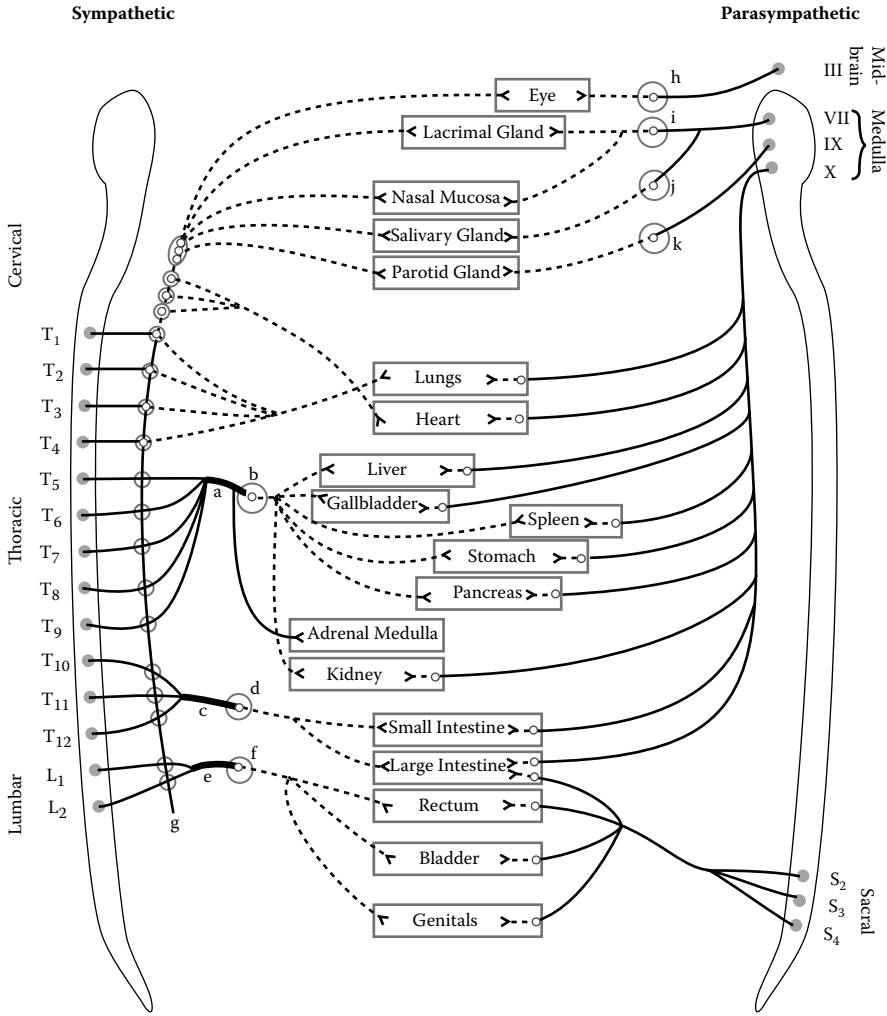 Sympathetic
Parasympathetic
III
Mid-
brain
h
Eye
VII
Medulla
i
Lacrimal Gland
IX
X
j
Nasal Mucosa
Salivary Gland
k
Parotid Gland
Cervical
T1
T2
Lungs
T3
Heart
T4
T5
b
Liver
a
Gallbladder
T6
Spleen
Thoracic
T7
Stomach
T8
Pancreas
T9
Adrenal Medulla
T10
Kidney
d
T11
c
Small Intestine
T12
f
Large Intestine
L1
e
Lumbar
L2
Rectum
g
Bladder
S2
S3
Sacral
Genitals
S4